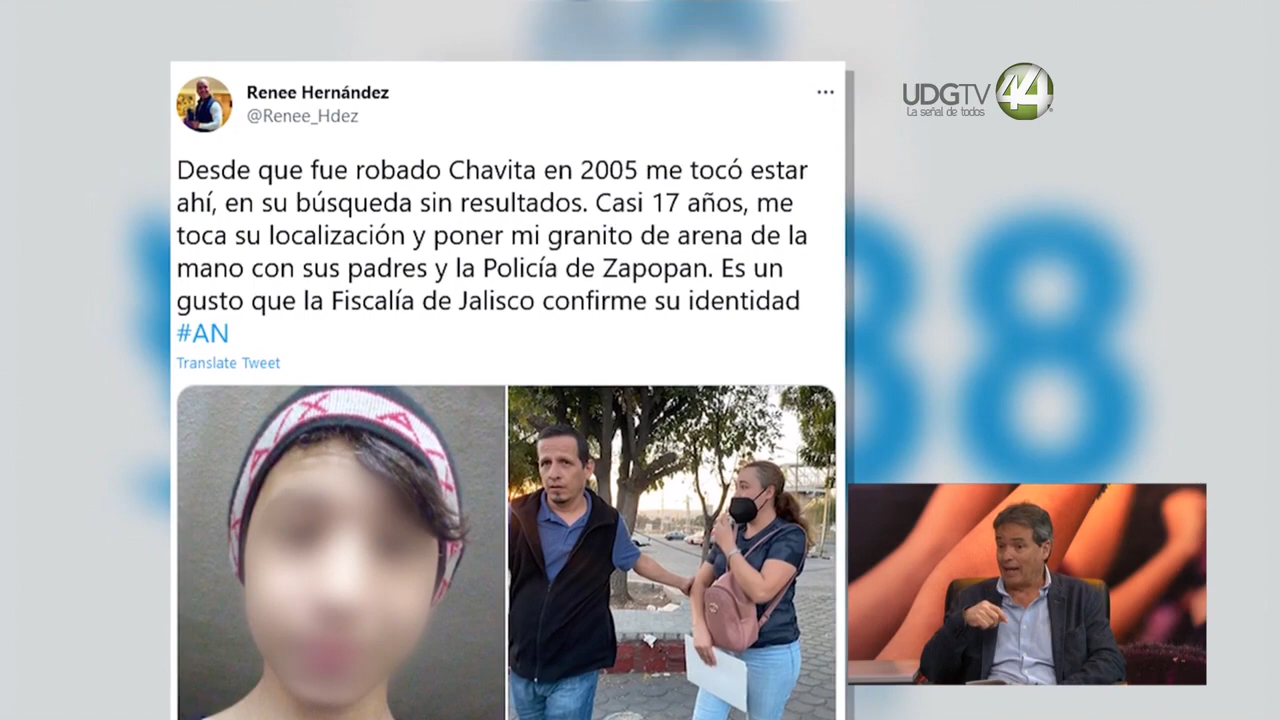 Renee Hernández
@Renee_Hdez
Desde que fue robado Chavita en 2005 me tocó estar
ahí, en su búsqueda sin resultados. Casi 17 años, me
toca su localización y poner mi granito de arena de la
mano con sus padres y la Policía de Zapopan. Es un
gusto que la Fiscalía de Jalisco confirme su identidad
#AN
Translate Tweet
UDGTV 44
La señal de todos
88